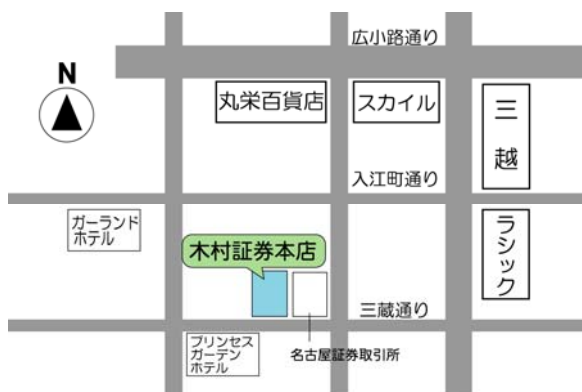 広小路通り
N
丸栄百貨店
スカイル
三越
入江町通り
ガーランド
ホテル
ラシック
木村証券本店
三蔵通り
プリンセス
ガーデン
ホテル
名古屋証券取引所